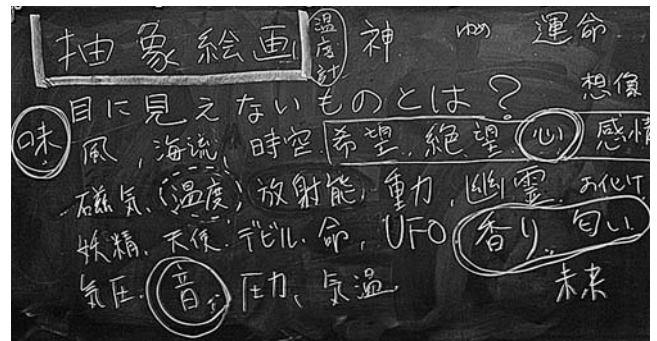 抽象絵画 温度計 神 ゆめ 運命
目に見えないものとは? 想像
味 風,海流,時空.希望.絶望.心 感情
磁気、温度,放射能,重力,幽霊.お化け
妖精.天使.デビル.命,UFO.香り、匂い
気圧.音、圧力、気温. 未来